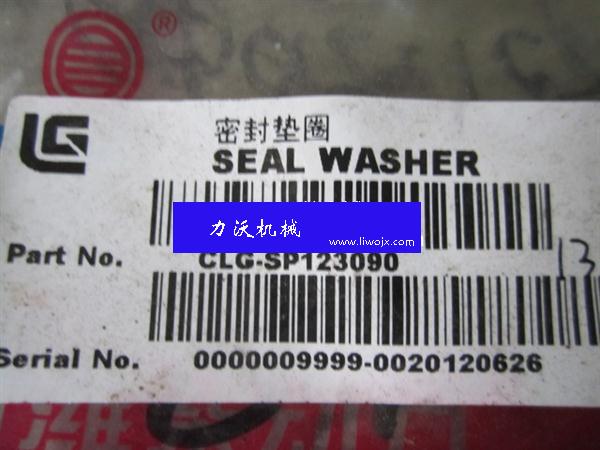 LG
密封垫圈
SEAL WASHER
力沃机械
www.liwojx.com
Part No. CLG-SP123090
13
Serial No. 0000009999-0020120626